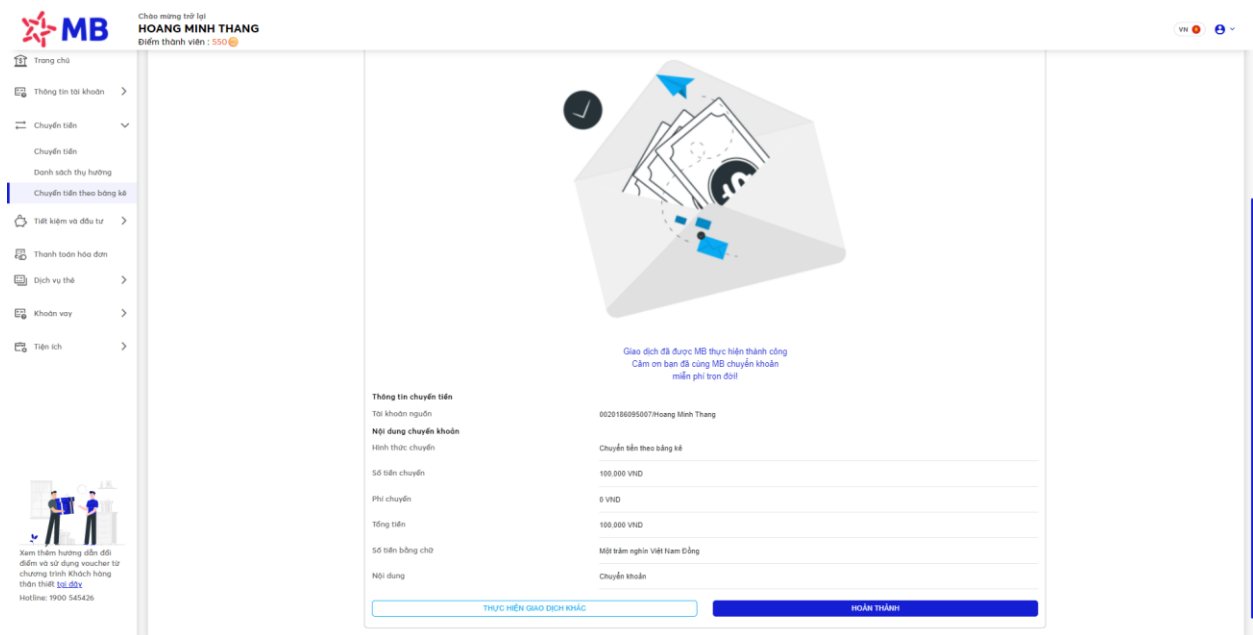 MB
Chào mừng trở lại
HOANG MINH THANG
Điểm thành viên : 550
VN
Trang chủ
Thông tin tài khoản
Chuyển tiền
Chuyển tiền
Danh sách thụ hưởng
Chuyển tiền theo bảng kê
Tiết kiệm và đầu tư
Thanh toán hóa đơn
Dịch vụ thẻ
Khoản vay
Tiện ích
Xem thêm hướng dẫn đổi
điểm và sử dụng voucher từ
chương trình Khách hàng
thân thiết tại đây
Hotline: 1900 545426
Giao dịch đã được MB thực hiện thành công
Cảm ơn bạn đã cùng MB chuyển khoản
miễn phí trọn đời!
Thông tin chuyển tiền
Tài khoản nguồn 0020186095007/Hoang Minh Thang
Nội dung chuyển khoản
Hình thức chuyển Chuyển tiền theo bảng kê
Số tiền chuyển 100,000 VND
Phí chuyển 0 VND
Tổng tiền 100.000 VND
Số tiền bằng chữ Một trăm nghìn Việt Nam Đồng
Nội dung Chuyển khoản
THỰC HIỆN GIAO DỊCH KHÁC HOÀN THÀNH